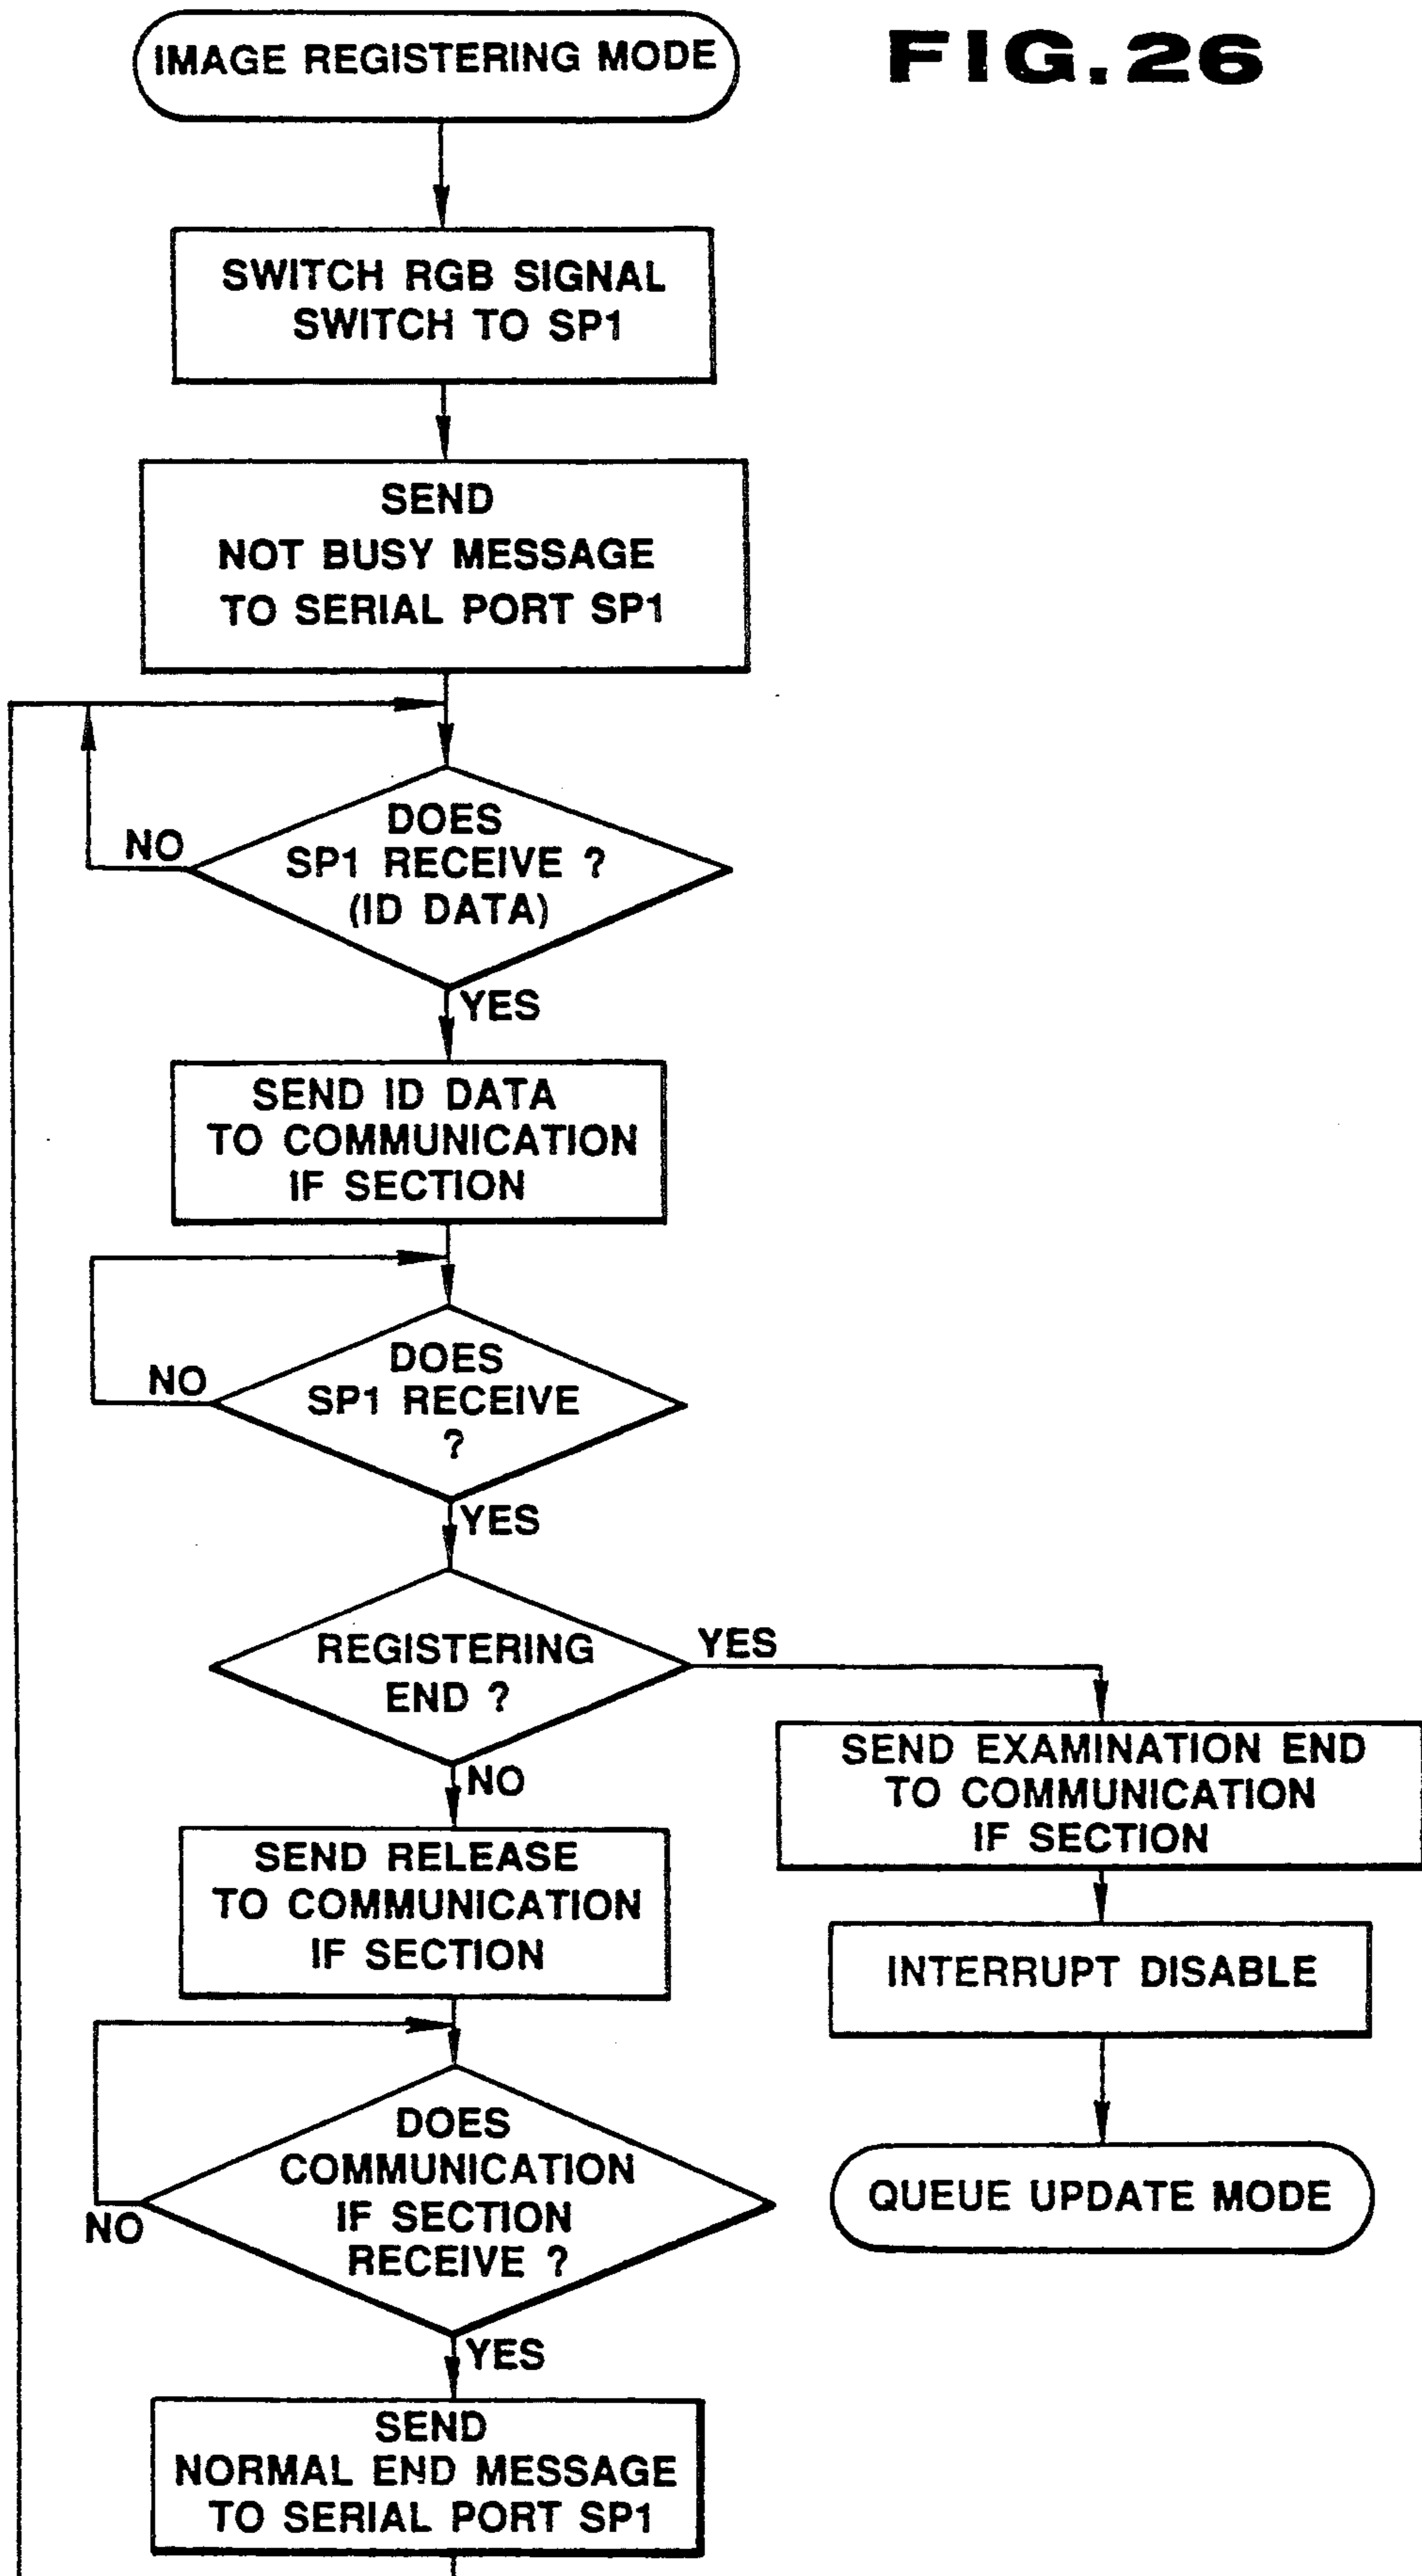 IMAGE REGISTERING MODE
FIG.26
SWITCH RGB SIGNAL
SWITCH TO SP1
SEND
NOT BUSY MESSAGE
TO SERIAL PORT SP1
DOES
SP1 RECEIVE ?
(ID DATA)
NO
YES
SEND ID DATA
TO COMMUNICATION
IF SECTION
DOES
SP1 RECEIVE
?
NO
YES
REGISTERING
END ?
YES
NO
SEND EXAMINATION END
TO COMMUNICATION
IF SECTION
SEND RELEASE
TO COMMUNICATION
IF SECTION
INTERRUPT DISABLE
DOES
COMMUNICATION
IF SECTION
RECEIVE ?
NO
YES
QUEUE UPDATE MODE
SEND
NORMAL END MESSAGE
TO SERIAL PORT SP1